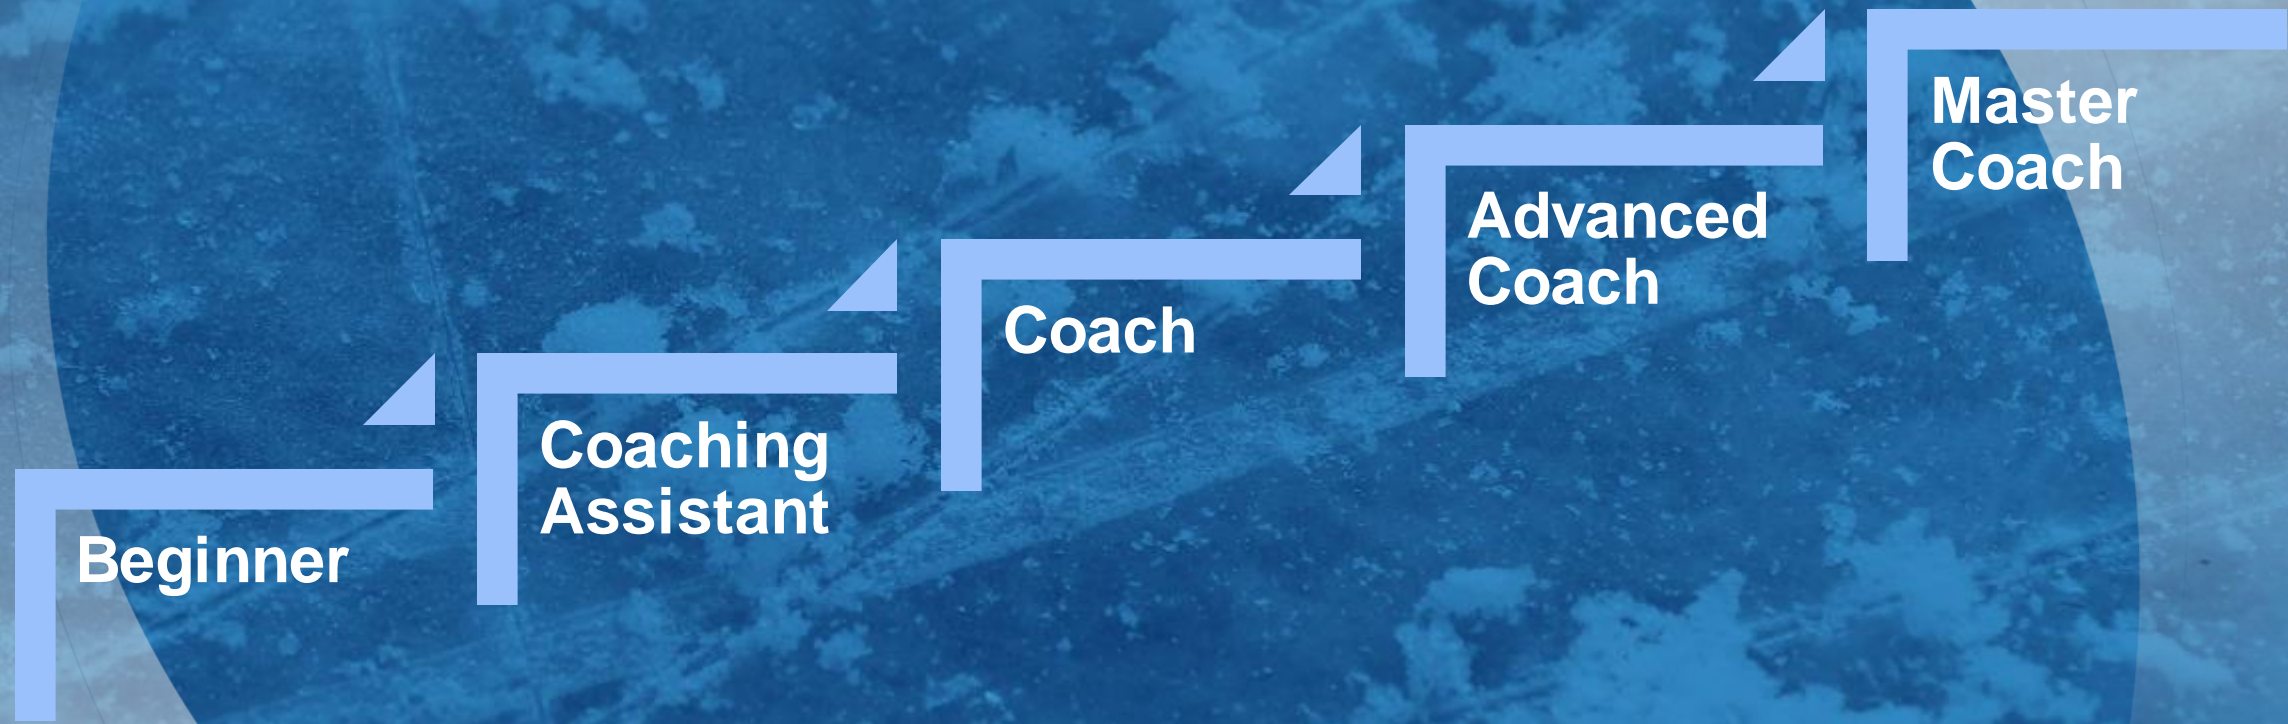 Beginner
Coaching
Assistant
Coach
Advanced
Coach
Master
Coach